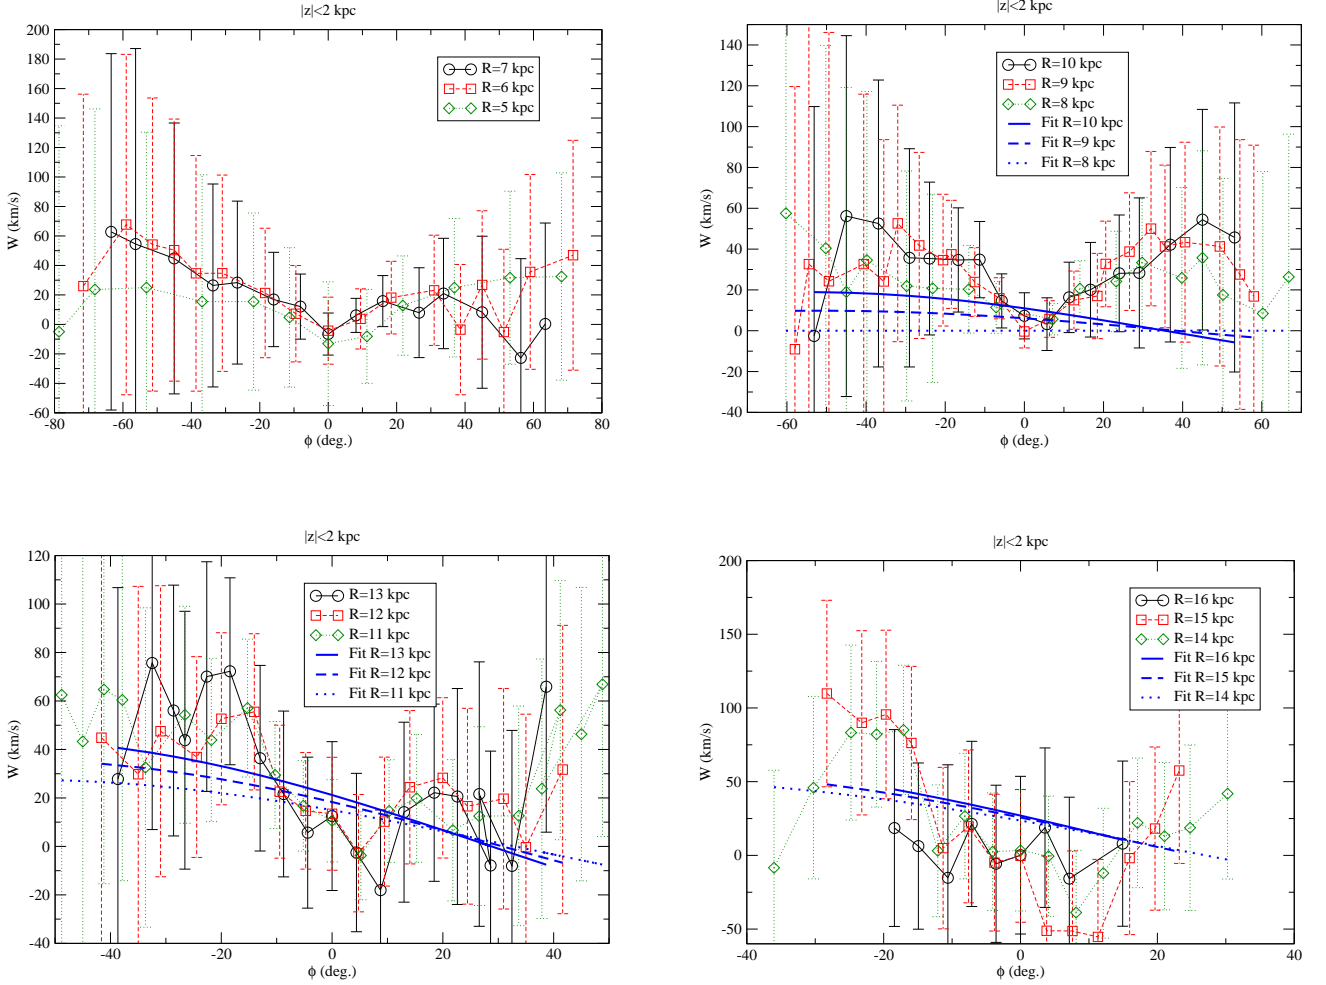 |z|<2 kpc
200
180
160
140
120
100
80
60
40
20
0
-20
-40
-60
W (km/s)
R=7 kpc
R=6 kpc
R=5 kpc
-80 -60 -40 -20 0 20 40 60 80
ϕ (deg.)
|z|<2 kpc
140
120
100
80
60
40
20
0
-20
-40
W (km/s)
R=10 kpc
R=9 kpc
R=8 kpc
Fit R=10 kpc
Fit R=9 kpc
Fit R=8 kpc
-60 -40 -20 0 20 40 60
ϕ (deg.)
|z|<2 kpc
120
100
80
60
40
20
0
-20
-40
W (km/s)
R=13 kpc
R=12 kpc
R=11 kpc
Fit R=13 kpc
Fit R=12 kpc
Fit R=11 kpc
-40 -20 0 20 40
ϕ (deg.)
|z|<2 kpc
200
150
100
50
0
-50
W (km/s)
R=16 kpc
R=15 kpc
R=14 kpc
Fit R=16 kpc
Fit R=15 kpc
Fit R=14 kpc
-40 -20 0 20 40
ϕ (deg.)